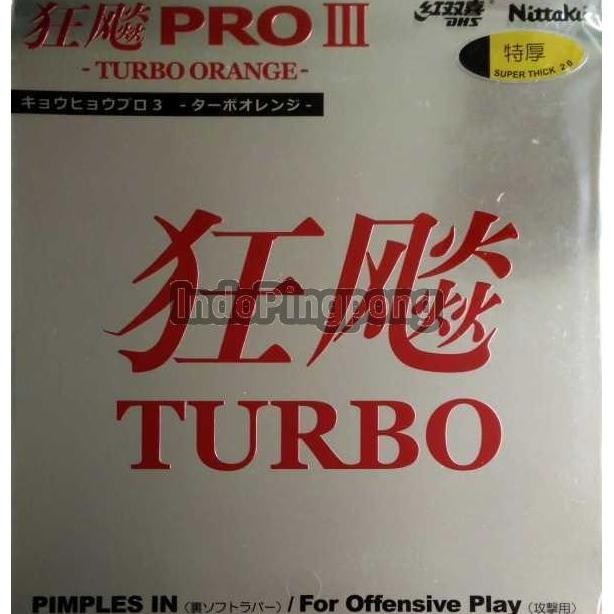 狂飈 PRO III
红双喜 DHS Nittaku
- TURBO ORANGE -
特厚
SUPER THICK 2.0
キョウヒョウプロ3 -ターボオレンジ-
狂飈
IndoPingpong
TURBO
PIMPLES IN〈裏ソフトラバー〉/ For Offensive Play〈攻撃用〉